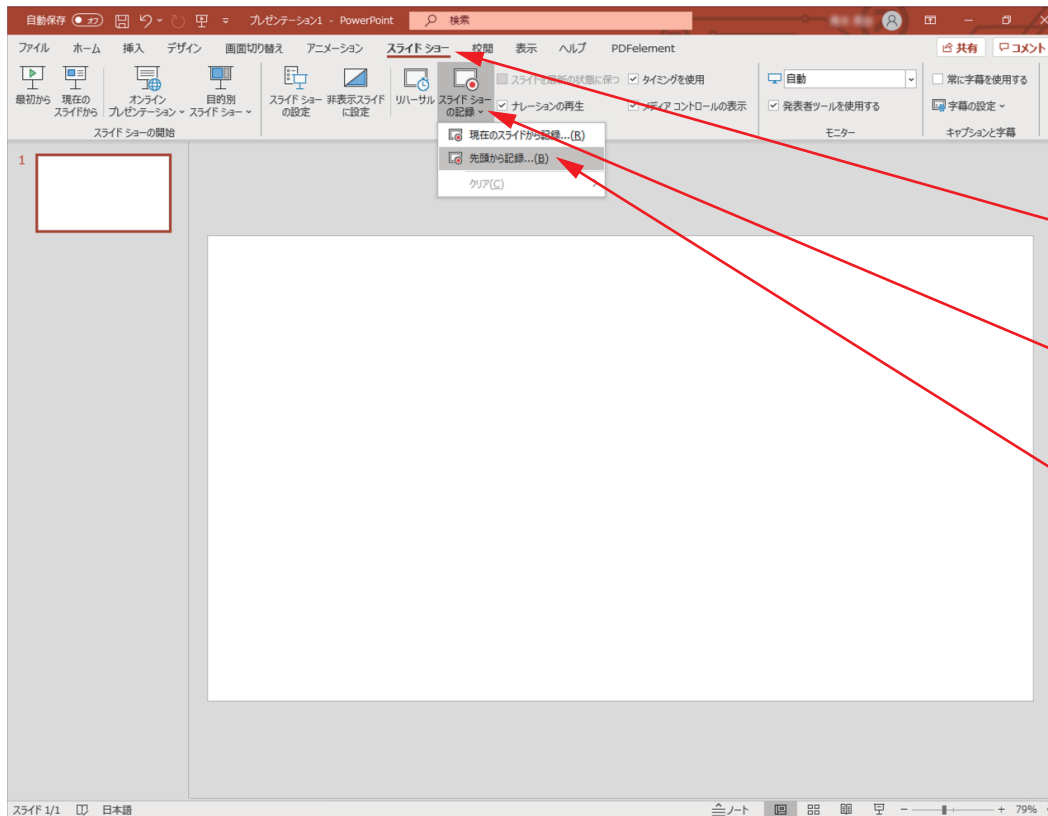 自動保存 オフ プレゼンテーション1 - PowerPoint 検索
ファイル ホーム 挿入 デザイン 画面切り替え アニメーション スライド ショー 校閲 表示 ヘルプ PDFelement 共有 コメント
最初から 現在の
スライドから オンライン
プレゼンテーション 目的別
スライド ショー スライド ショー
の設定 非表示スライド
に設定 リハーサル スライド ショー
の記録 スライドを最新の状態に保つ タイミングを使用 自動 常に字幕を使用する
ナレーションの再生 メディア コントロールの表示 発表者ツールを使用する 字幕の設定
スライド ショーの開始 モニター キャプションと字幕
現在のスライドから記録...(R)
先頭から記録...(B)
クリア(C)
1
スライド 1/1 日本語 ノート 79%